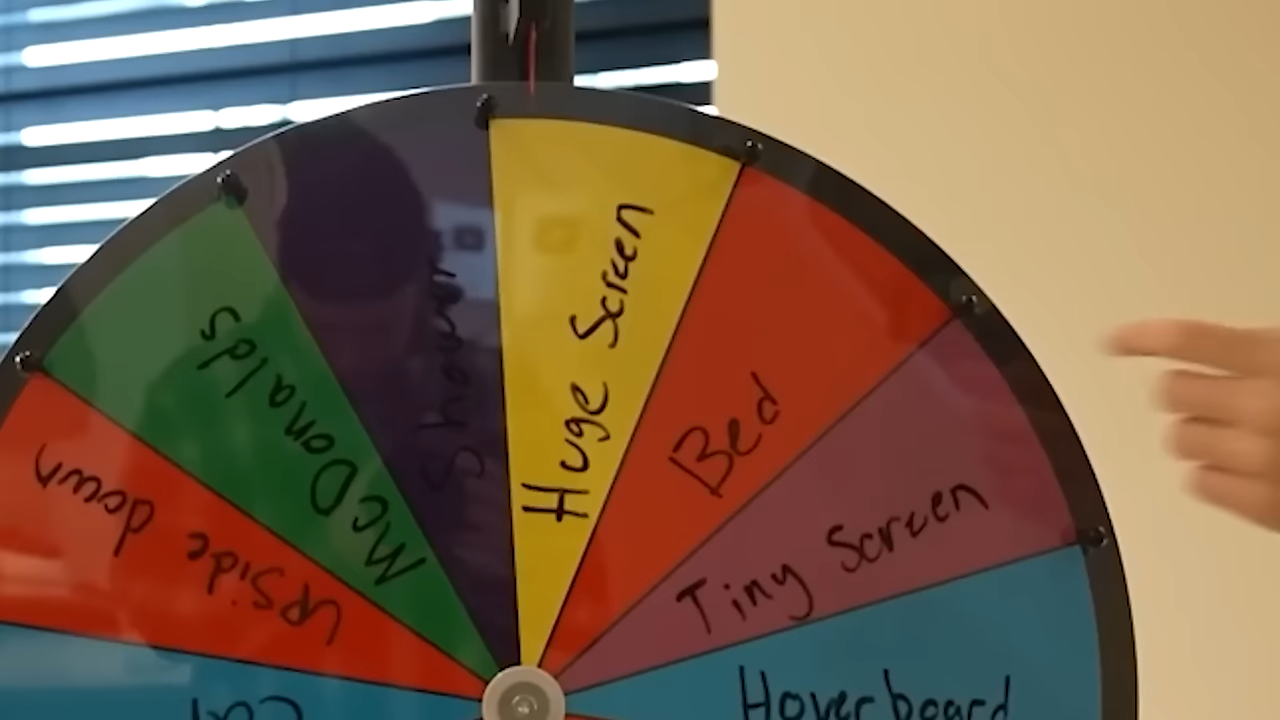 Huge Screen
Bed
Tiny Screen
Hoverboard
Shower
McDonalds
upside down